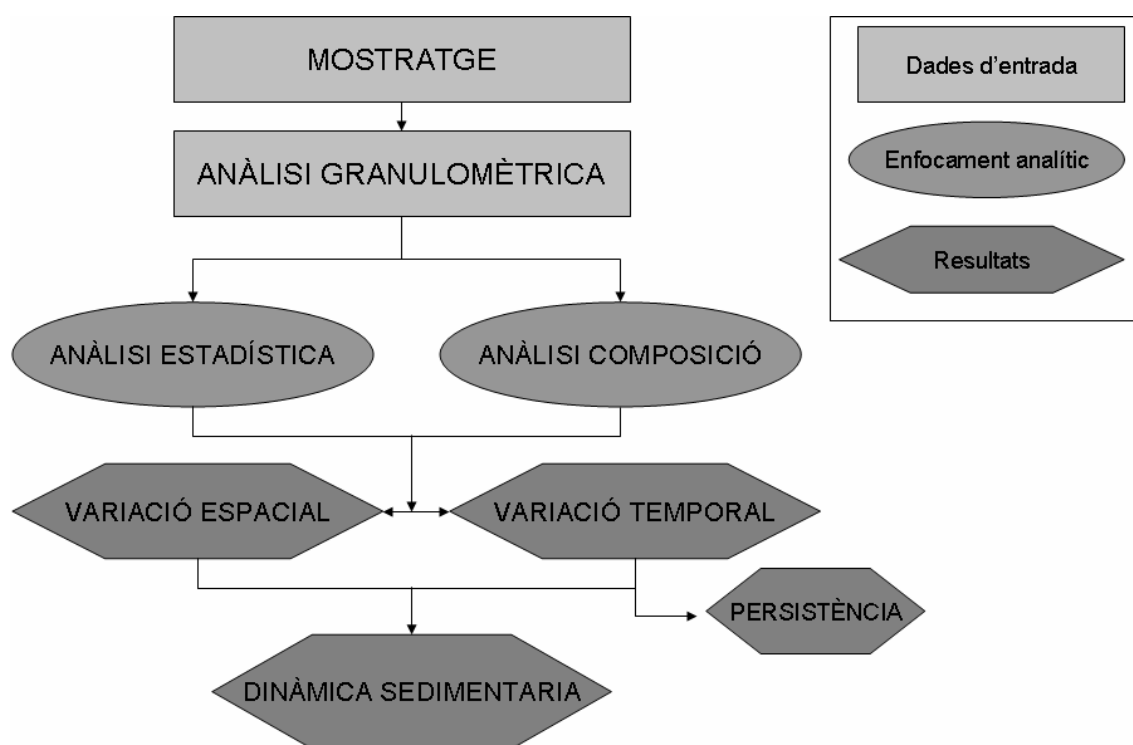 MOSTRATGE
ANÀLISI GRANULOMÈTRICA
ANÀLISI ESTADÍSTICA
ANÀLISI COMPOSICIÓ
VARIACIÓ ESPACIAL
VARIACIÓ TEMPORAL
PERSISTÈNCIA
DINÀMICA SEDIMENTARIA
Dades d'entrada
Enfocament analític
Resultats